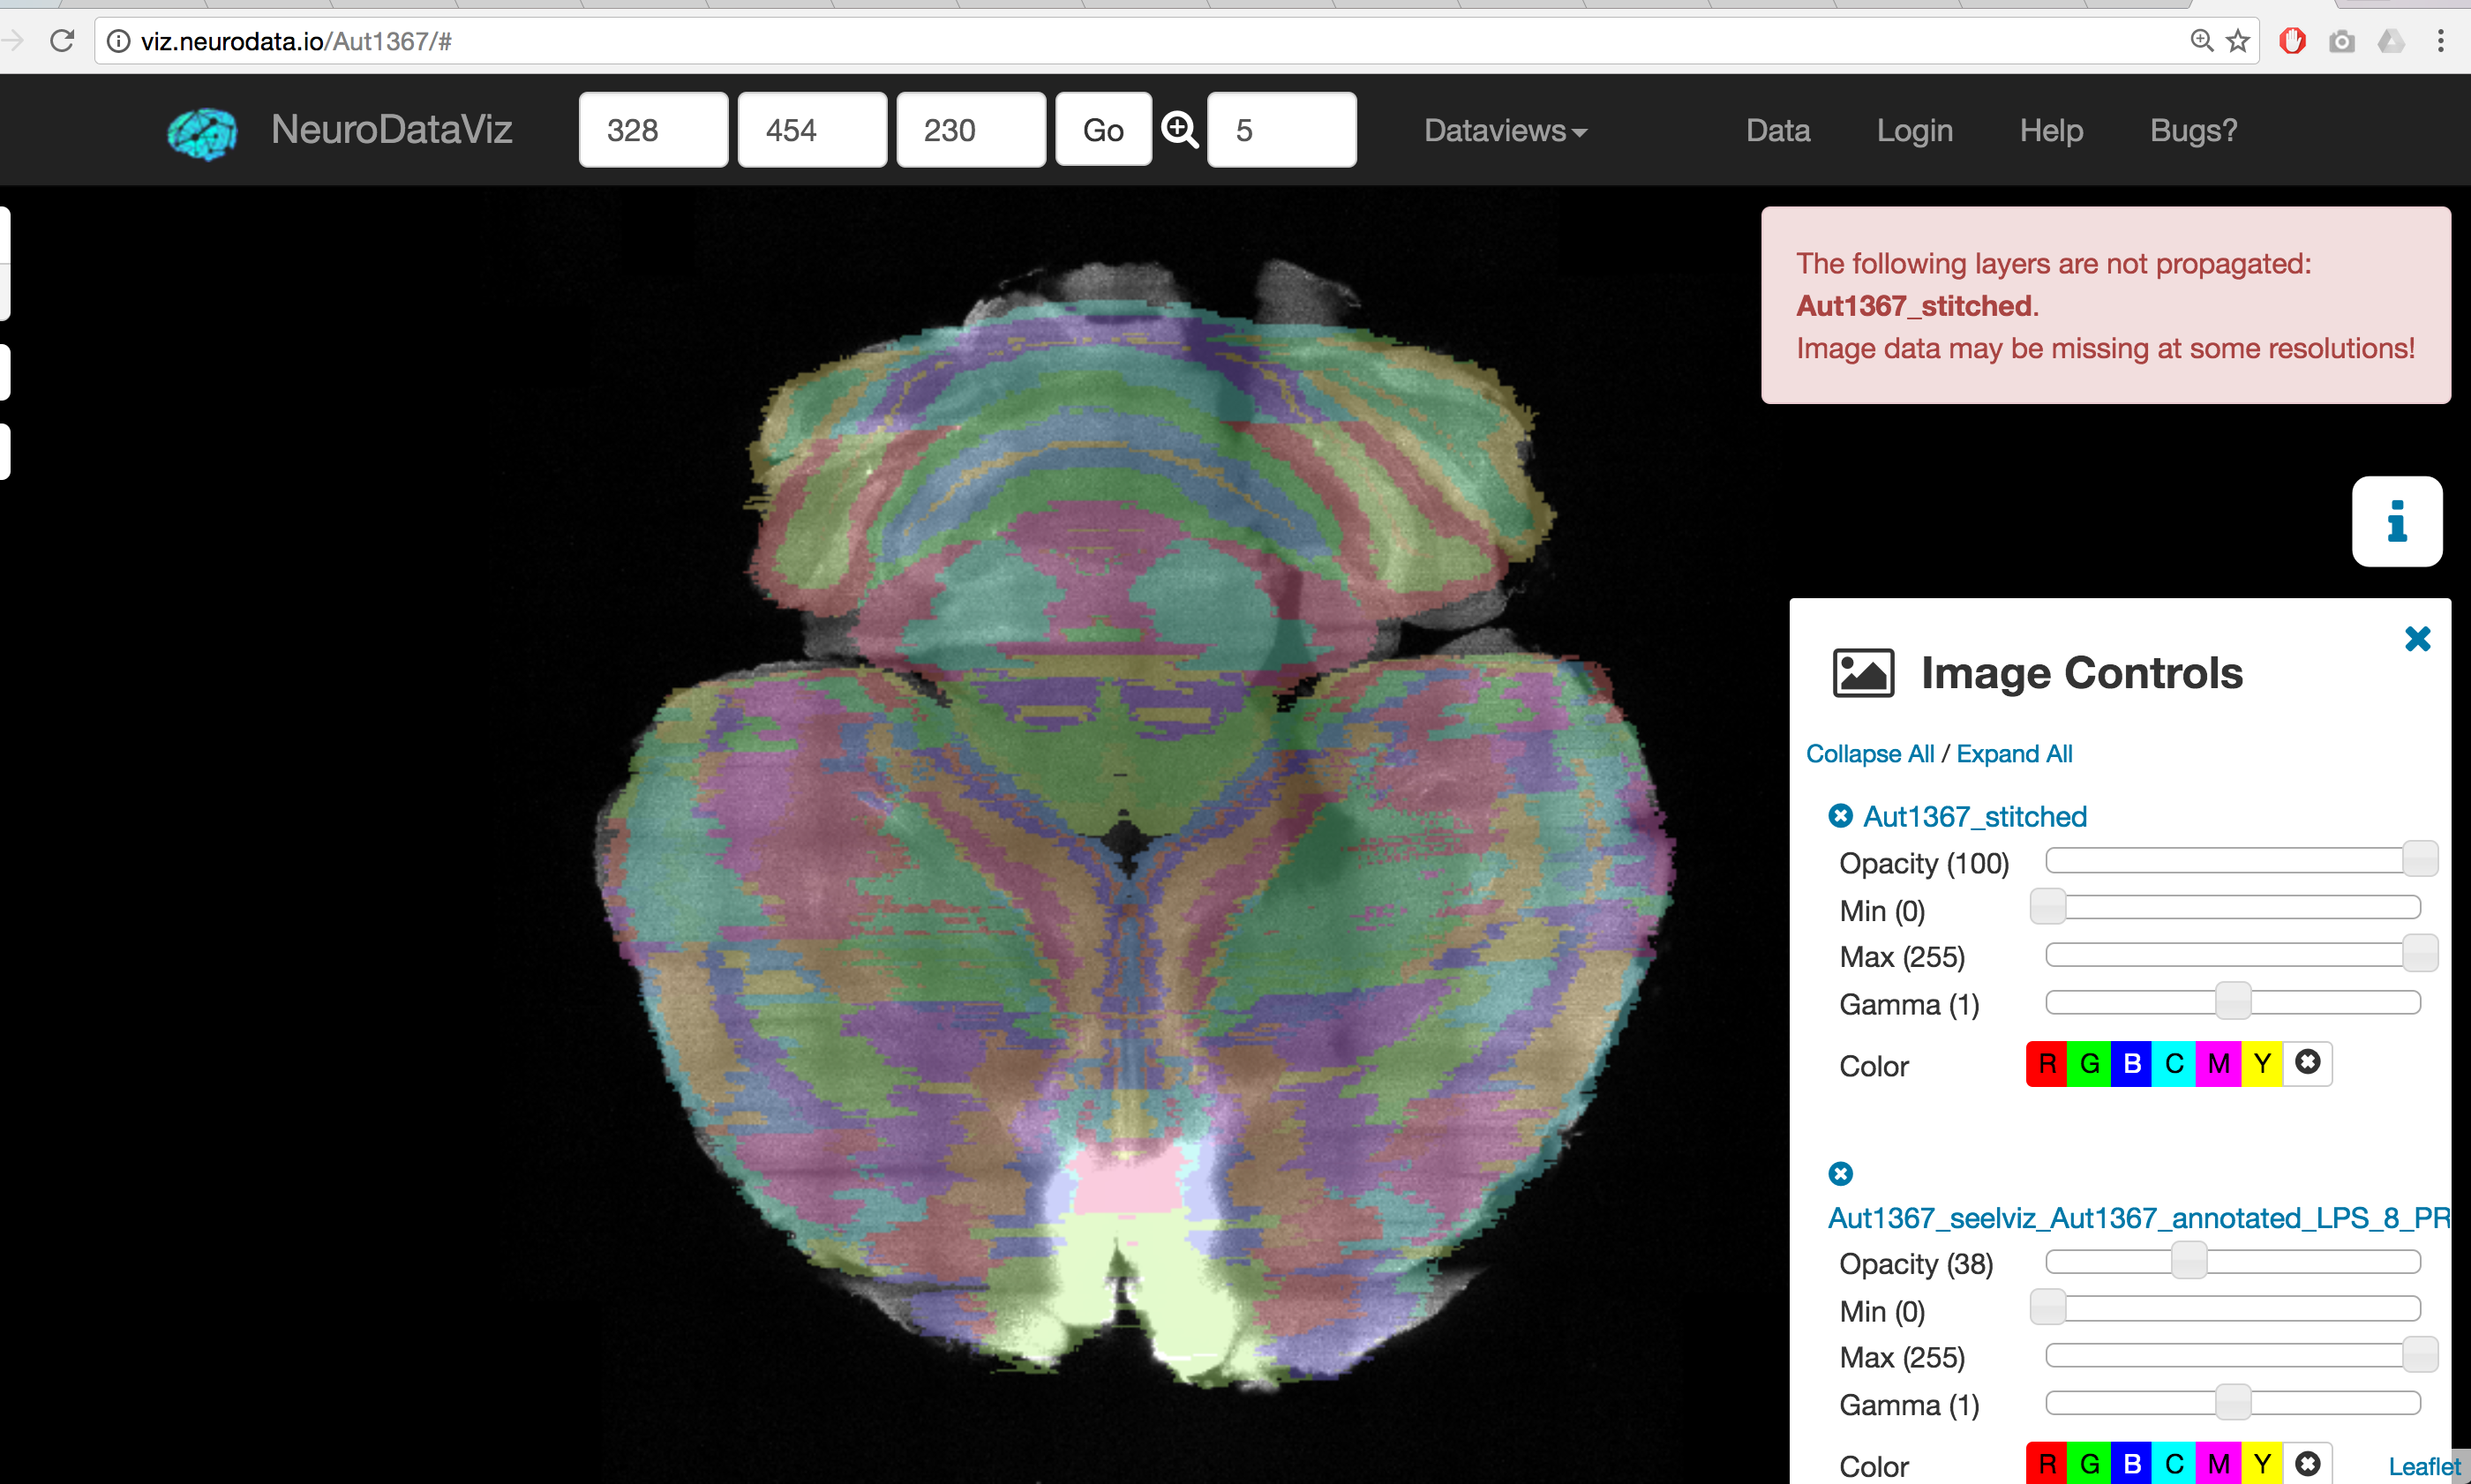 viz.neurodata.io/Aut1367/#
NeuroDataViz 328 454 230 Go 5 Dataviews Data Login Help Bugs?
The following layers are not propagated:
Aut1367_stitched.
Image data may be missing at some resolutions!
i
Image Controls
Collapse All / Expand All
Aut1367_stitched
Opacity (100)
Min (0)
Max (255)
Gamma (1)
Color R G B C M Y
Aut1367_seelviz_Aut1367_annotated_LPS_8_PR
Opacity (38)
Min (0)
Max (255)
Gamma (1)
Color R G B C M Y
Leaflet